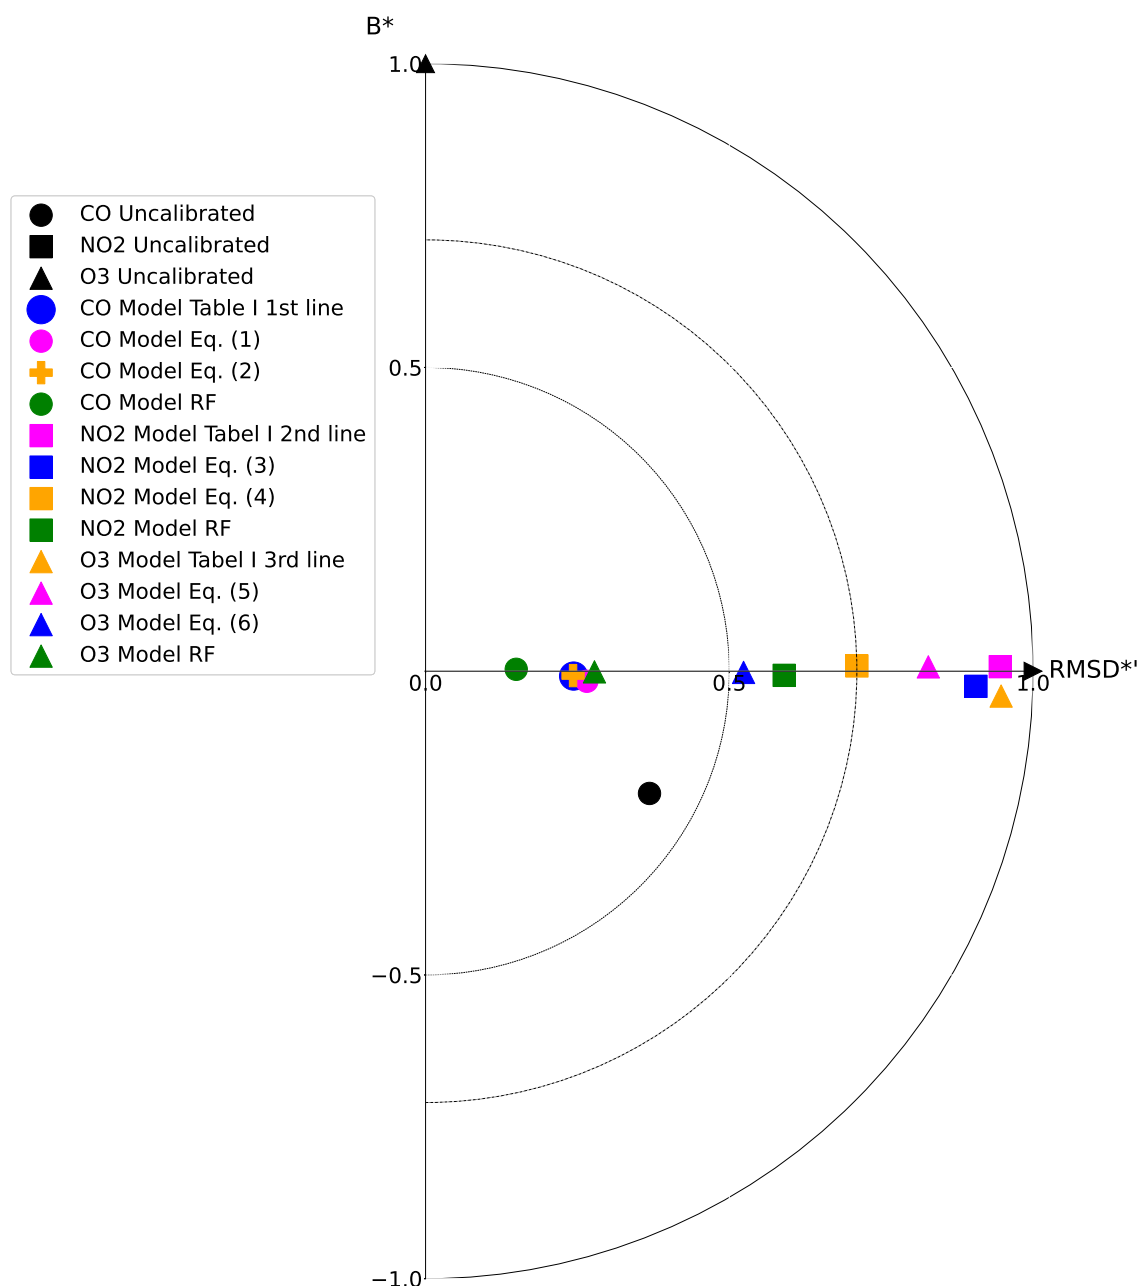 B*
1.0
CO Uncalibrated
NO2 Uncalibrated
O3 Uncalibrated
CO Model Table I 1st line
CO Model Eq. (1)
CO Model Eq. (2)
CO Model RF
NO2 Model Tabel I 2nd line
NO2 Model Eq. (3)
NO2 Model Eq. (4)
NO2 Model RF
O3 Model Tabel I 3rd line
O3 Model Eq. (5)
O3 Model Eq. (6)
O3 Model RF
0.5
RMSD*'
0.0 0.5 1.0
−0.5
−1.0